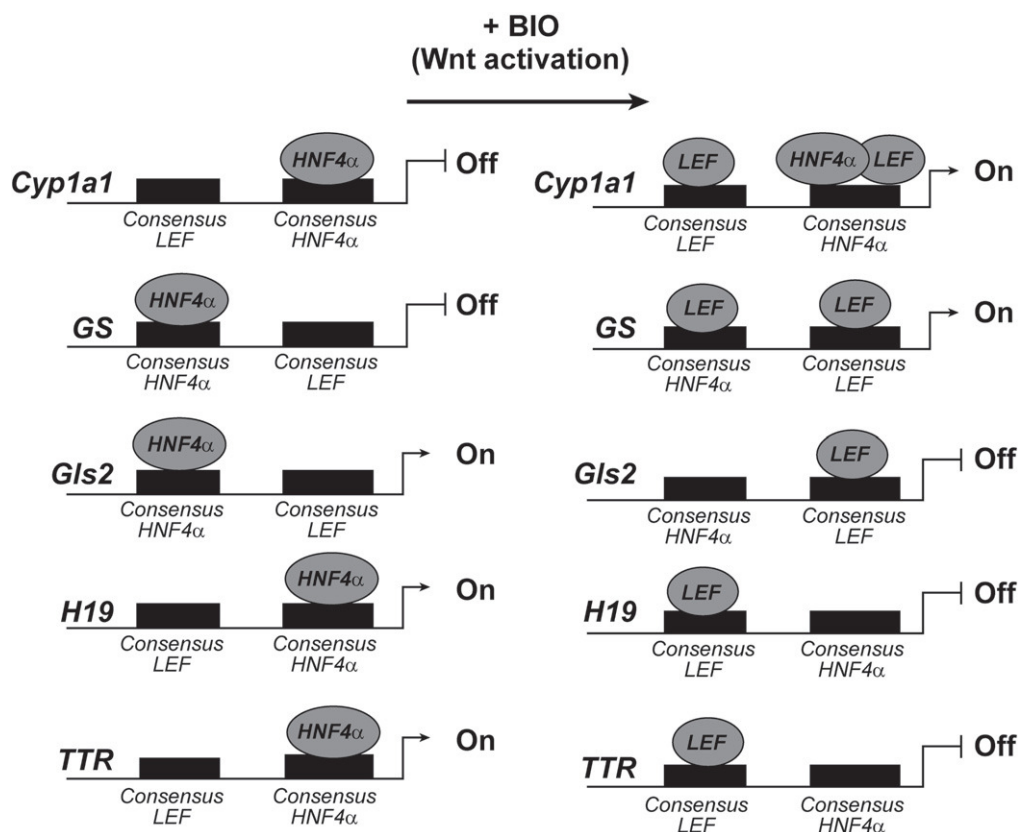 + BIO
(Wnt activation)
HNF4α
Cyp1a1
Off
Consensus
LEF
Consensus
HNF4α
LEF
HNF4α
LEF
Cyp1a1
On
Consensus
LEF
Consensus
HNF4α
HNF4α
GS
Off
Consensus
HNF4α
Consensus
LEF
LEF
LEF
GS
On
Consensus
HNF4α
Consensus
LEF
HNF4α
Gls2
On
Consensus
HNF4α
Consensus
LEF
LEF
Gls2
Off
Consensus
HNF4α
Consensus
LEF
HNF4α
H19
On
Consensus
LEF
Consensus
HNF4α
LEF
H19
Off
Consensus
LEF
Consensus
HNF4α
HNF4α
TTR
On
Consensus
LEF
Consensus
HNF4α
LEF
TTR
Off
Consensus
LEF
Consensus
HNF4α